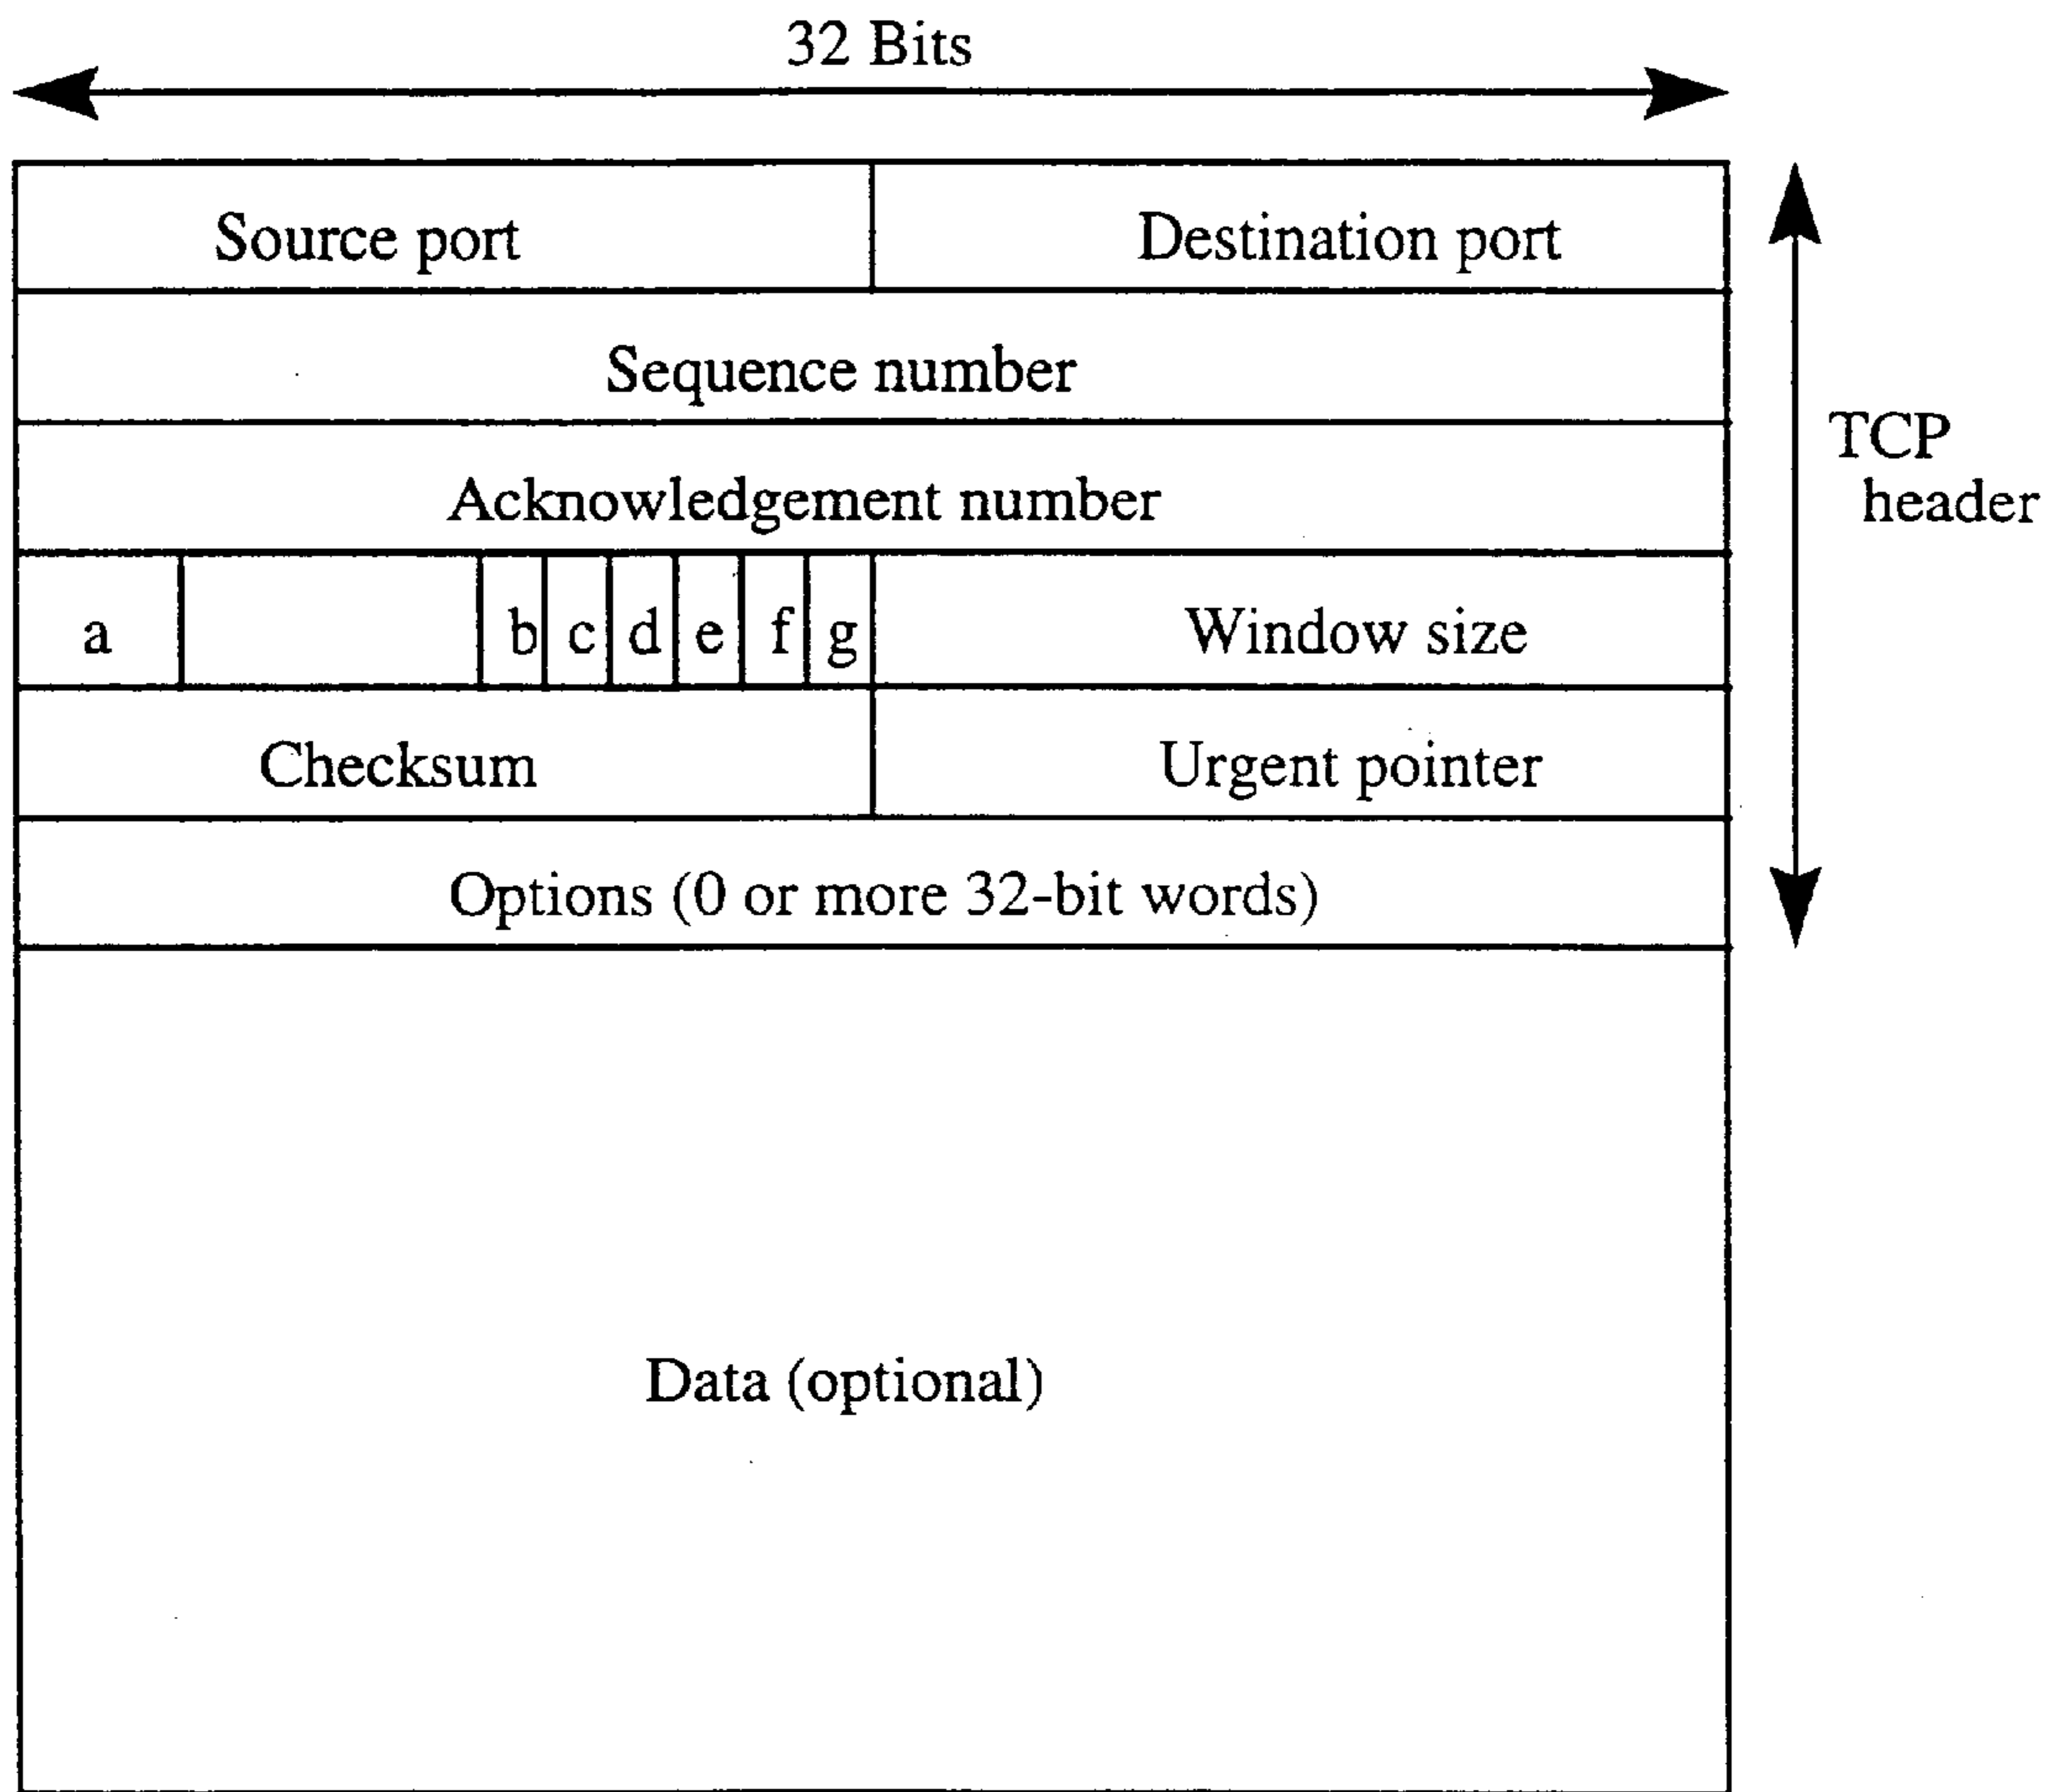 32 Bits
Source port
Destination port
Sequence number
Acknowledgement number
TCP
header
a
b
c
d
e
f
g
Window size
Checksum
Urgent pointer
Options (0 or more 32-bit words)
Data (optional)